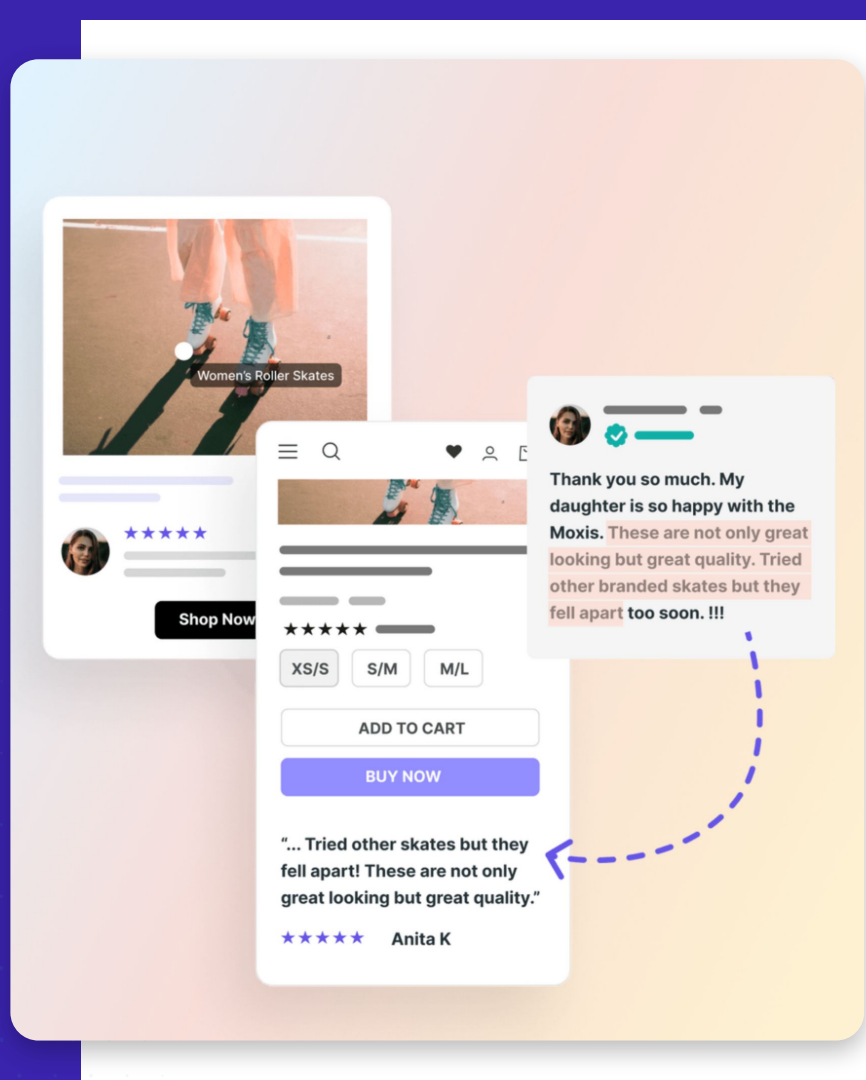 Women's Roller Skates
Shop Now
XS/S
S/M
M/L
ADD TO CART
BUY NOW
“... Tried other skates but they
fell apart! These are not only
great looking but great quality.”
Anita K
Thank you so much. My
daughter is so happy with the
Moxis. These are not only great
looking but great quality. Tried
other branded skates but they
fell apart too soon. !!!